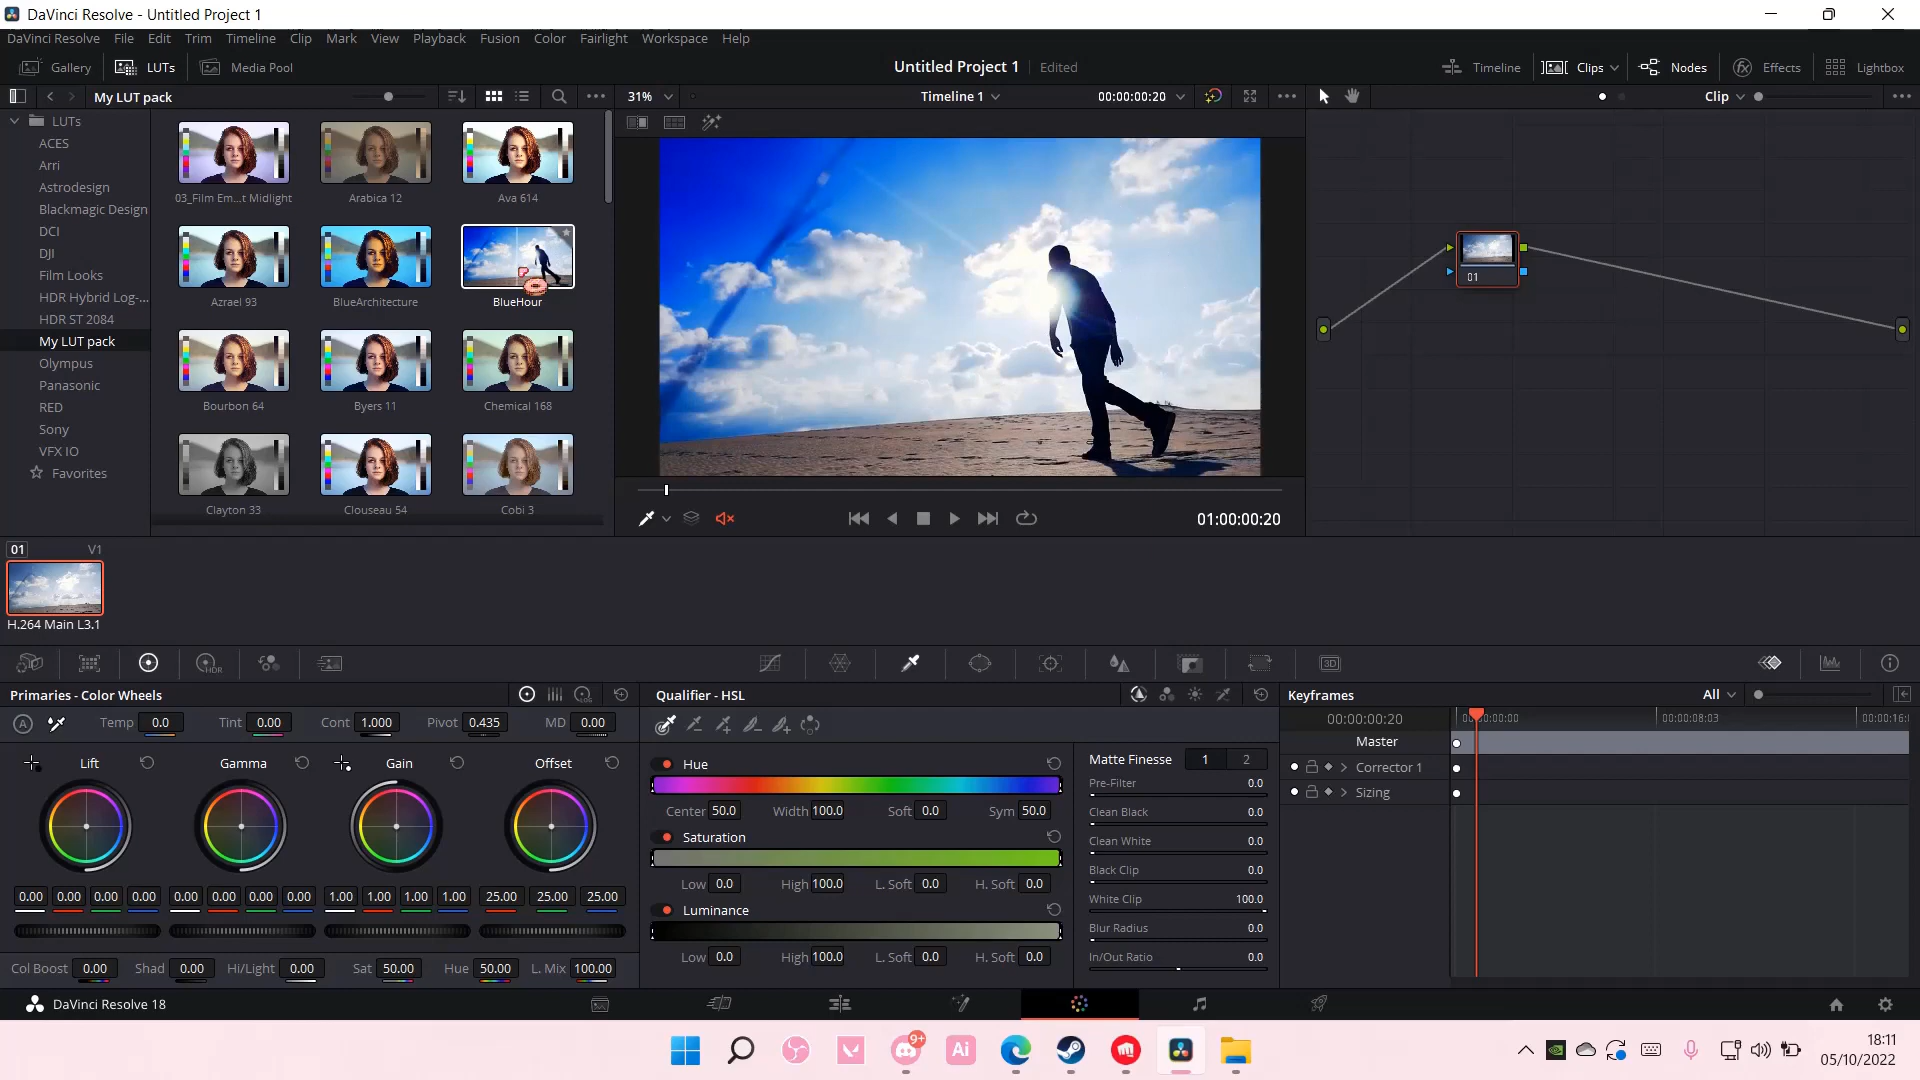 DaVinci Resolve - Untitled Project 1
DaVinci Resolve File Edit Trim Timeline Clip Mark View Playback Fusion Color Fairlight Workspace Help
Gallery LUTs Media Pool Untitled Project 1 Edited Timeline Clips Nodes Effects Lightbox
My LUT pack 31% Timeline 1 00:00:00:20 Clip
LUTs
ACES
Arri
Astrodesign
Blackmagic Design
DCI
DJI
Film Looks
HDR Hybrid Log-...
HDR ST 2084
My LUT pack
Olympus
Panasonic
RED
Sony
VFX IO
Favorites
03_Film Em...t Midlight Arabica 12 Ava 614
Azrael 93 BlueArchitecture BlueHour
Bourbon 64 Byers 11 Chemical 168
Clayton 33 Clouseau 54 Cobi 3
01
01:00:00:20
01 V1
H.264 Main L3.1
HDR
3D
Primaries - Color Wheels
A Temp 0.0 Tint 0.00 Cont 1.000 Pivot 0.435 MD 0.00
Lift Gamma Gain Offset
0.00 0.00 0.00 0.00 0.00 0.00 0.00 0.00 1.00 1.00 1.00 1.00 25.00 25.00 25.00
Col Boost 0.00 Shad 0.00 Hi/Light 0.00 Sat 50.00 Hue 50.00 L. Mix 100.00
Qualifier - HSL
Hue
Center 50.0 Width 100.0 Soft 0.0 Sym 50.0
Saturation
Low 0.0 High 100.0 L. Soft 0.0 H. Soft 0.0
Luminance
Low 0.0 High 100.0 L. Soft 0.0 H. Soft 0.0
Matte Finesse 1 2
Pre-Filter 0.0
Clean Black 0.0
Clean White 0.0
Black Clip 0.0
White Clip 100.0
Blur Radius 0.0
In/Out Ratio 0.0
Keyframes All
00:00:00:20 00:00:08:03
Master
Corrector 1
Sizing
DaVinci Resolve 18
9+
Ai
18:11
05/10/2022